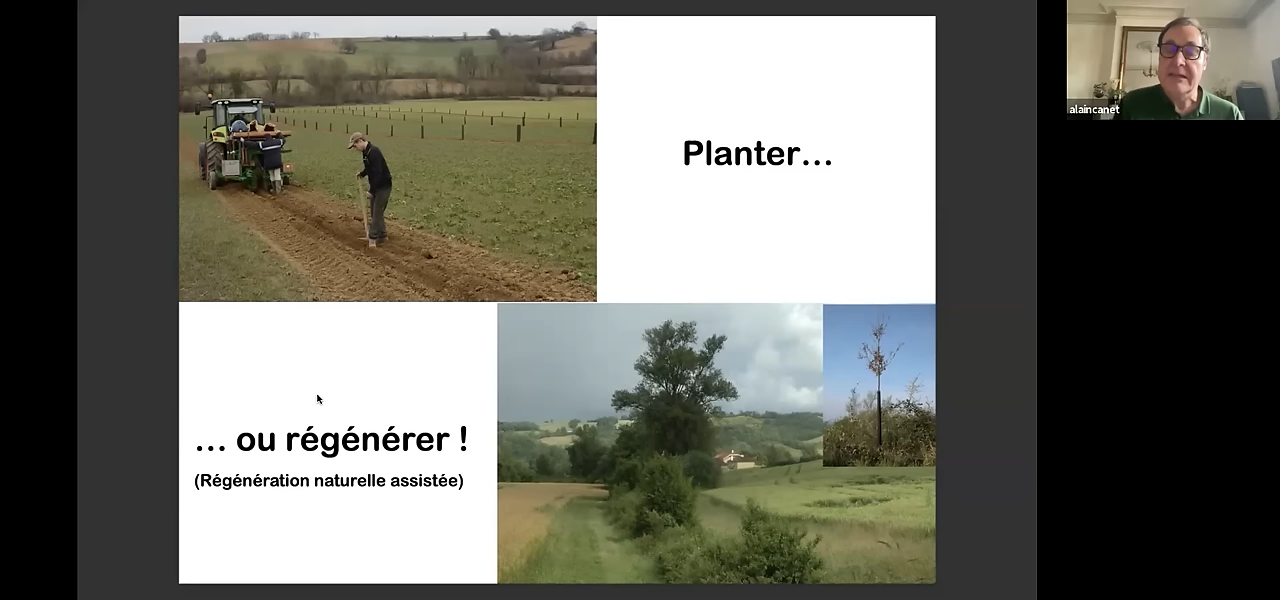 alaincanet
Planter...
... ou régénérer !
(Régénération naturelle assistée)